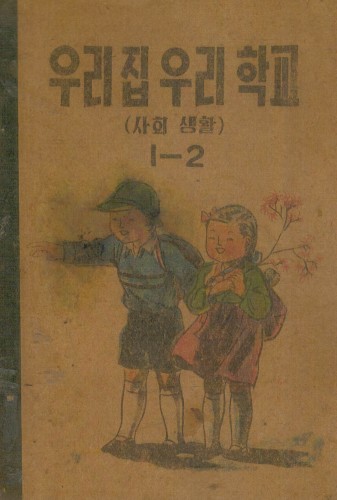 우리 집 우리 학교
(사회 생활)
1-2